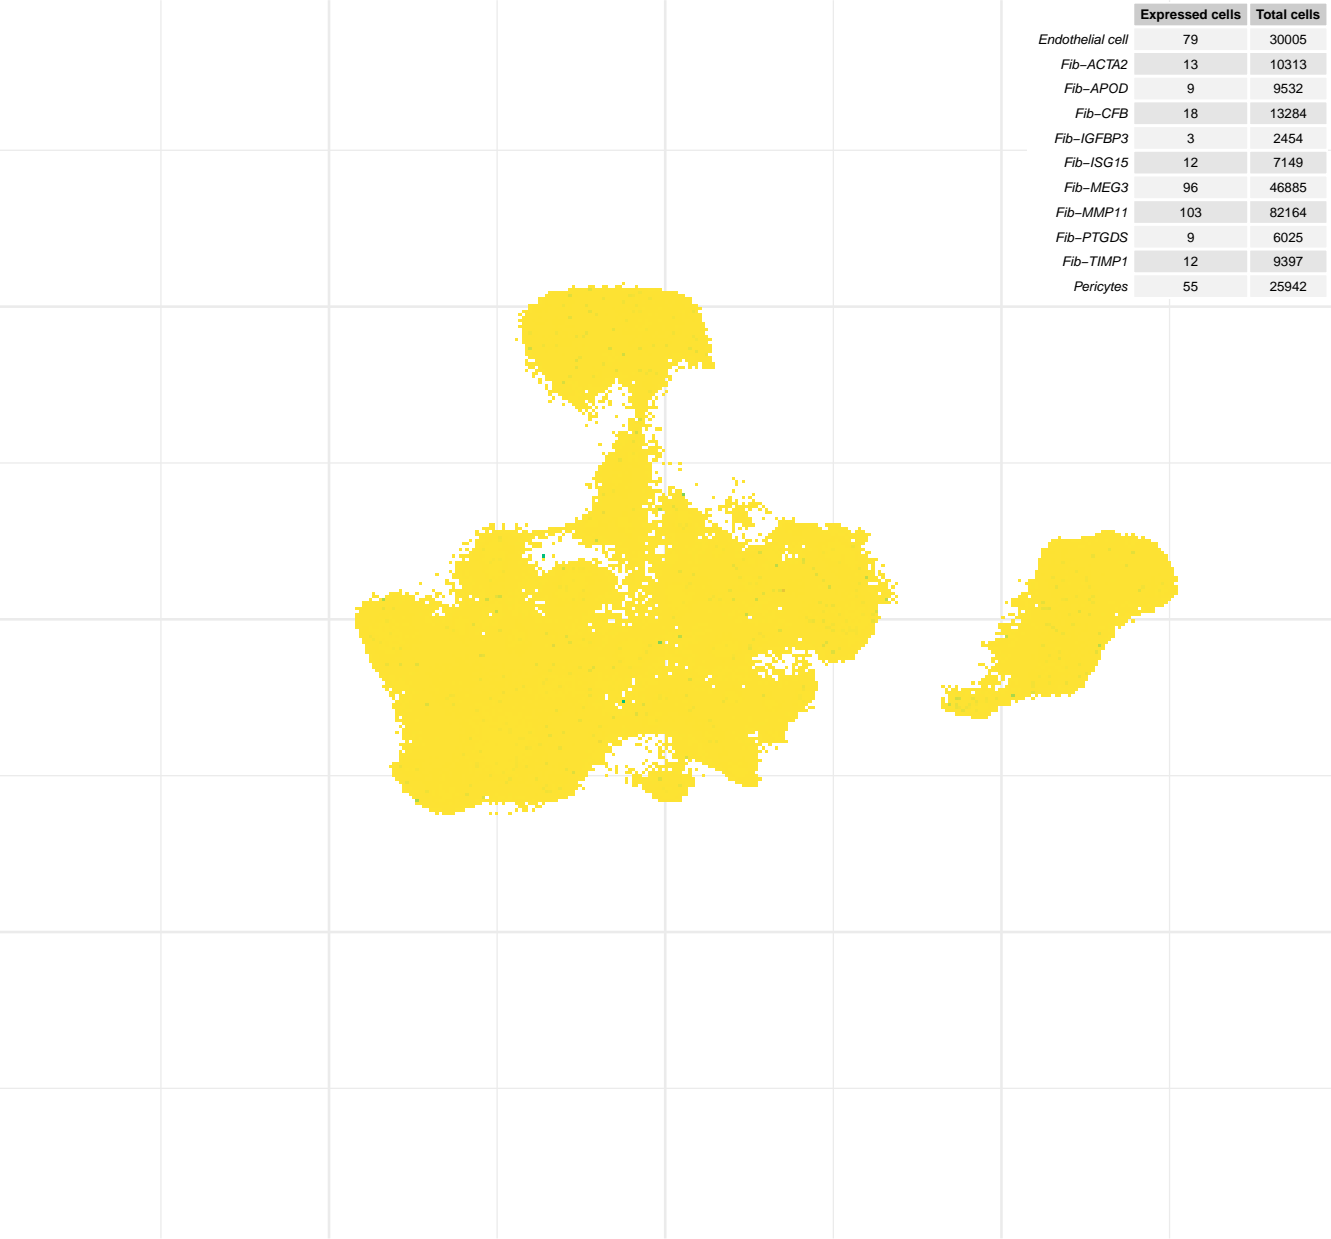 Expressed cells Total cells
Endothelial cell 79 30005
Fib−ACTA2 13 10313
Fib−APOD 9 9532
Fib−CFB 18 13284
Fib−IGFBP3 3 2454
Fib−ISG15 12 7149
Fib−MEG3 96 46885
Fib−MMP11 103 82164
Fib−PTGDS 9 6025
Fib−TIMP1 12 9397
Pericytes 55 25942